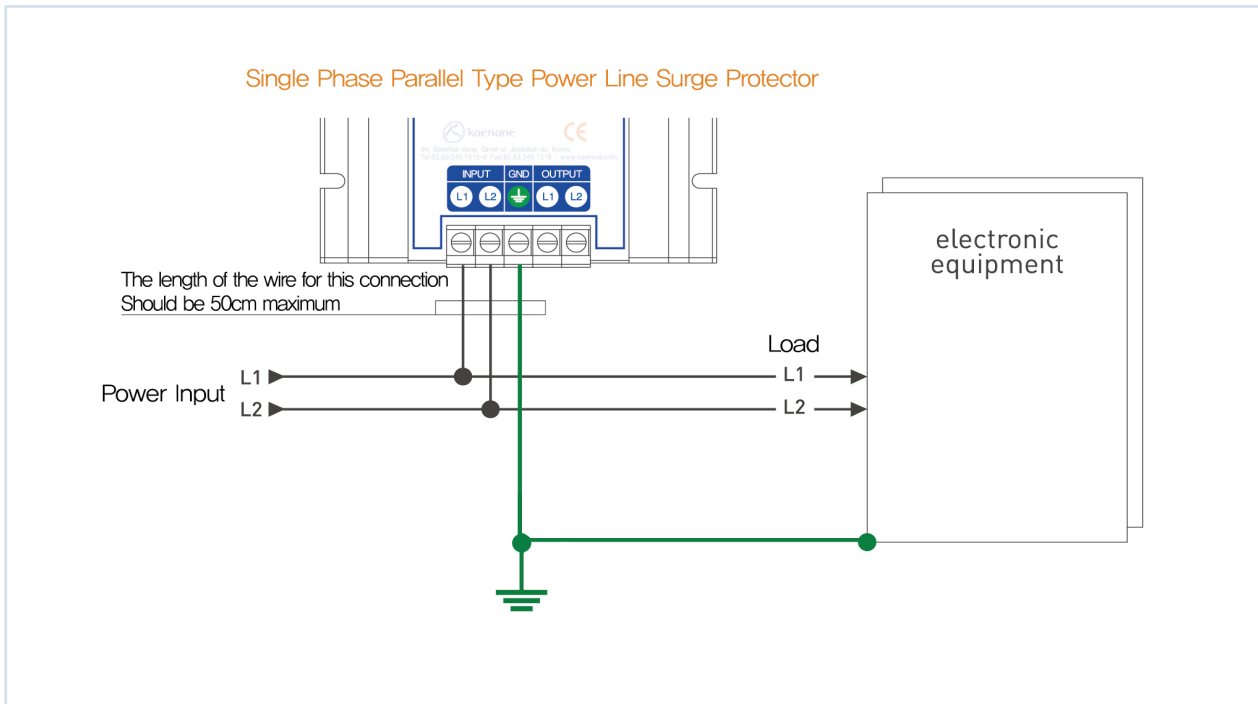 Single Phase Parallel Type Power Line Surge Protector
koenone CE
INPUT GND OUTPUT
L1 L2 L1 L2
electronic
equipment
The length of the wire for this connection
Should be 50cm maximum
Load
Power Input
L1 L1
L2 L2